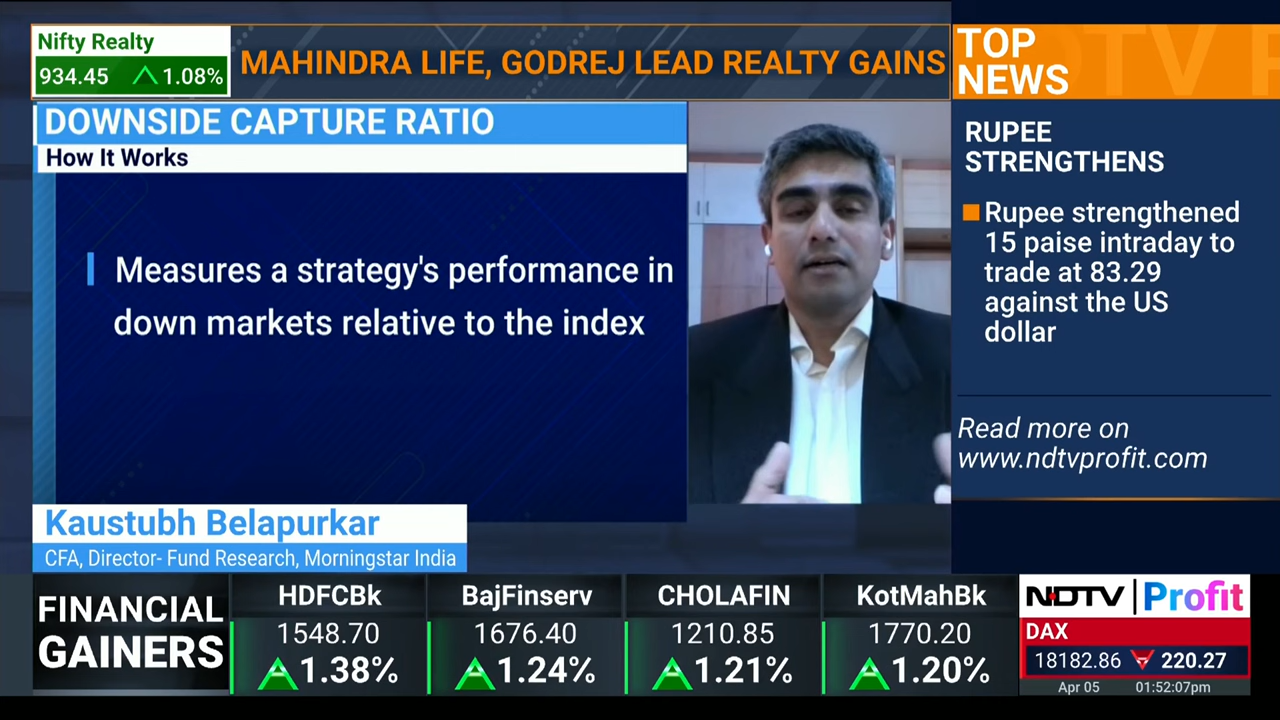 Nifty Realty
934.45 1.08%
MAHINDRA LIFE, GODREJ LEAD REALTY GAINS
TOP
NEWS
DOWNSIDE CAPTURE RATIO
How It Works
Measures a strategy's performance in
down markets relative to the index
RUPEE
STRENGTHENS
Rupee strengthened
15 paise intraday to
trade at 83.29
against the US
dollar
Read more on
www.ndtvprofit.com
Kaustubh Belapurkar
CFA, Director- Fund Research, Morningstar India
FINANCIAL
GAINERS
HDFCBk
1548.70
1.38%
BajFinserv
1676.40
1.24%
CHOLAFIN
1210.85
1.21%
KotMahBk
1770.20
1.20%
NDTV Profit
DAX
18182.86 220.27
Apr 05 01:52:07pm